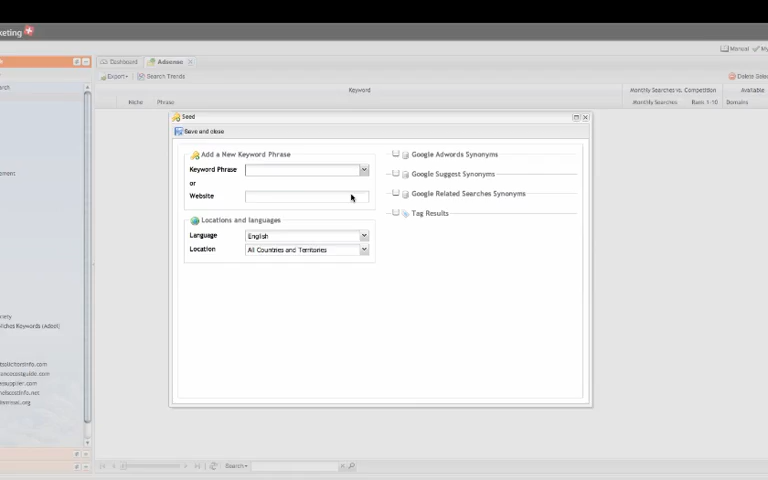 keting
Manual
Dashboard
Adsense
Export
Search Trends
Keyword
Monthly Searches vs. Competition
Available
Niche
Phrase
Monthly Searches
Rank 1-10
Domains
Seed
Save and close
Add a New Keyword Phrase
Keyword Phrase
or
Website
Locations and languages
Language
English
Location
All Countries and Territories
Google Adwords Synonyms
Google Suggest Synonyms
Google Related Searches Synonyms
Tag Results
Search